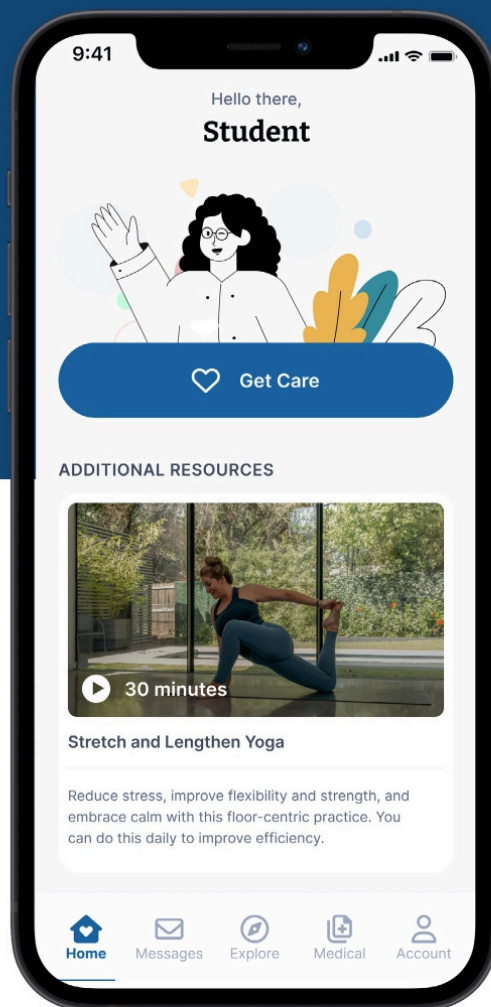 9:41
Hello there,
Student
Get Care
ADDITIONAL RESOURCES
30 minutes
Stretch and Lengthen Yoga
Reduce stress, improve flexibility and strength, and
embrace calm with this floor-centric practice. You
can do this daily to improve efficiency.
Home Messages Explore Medical Account